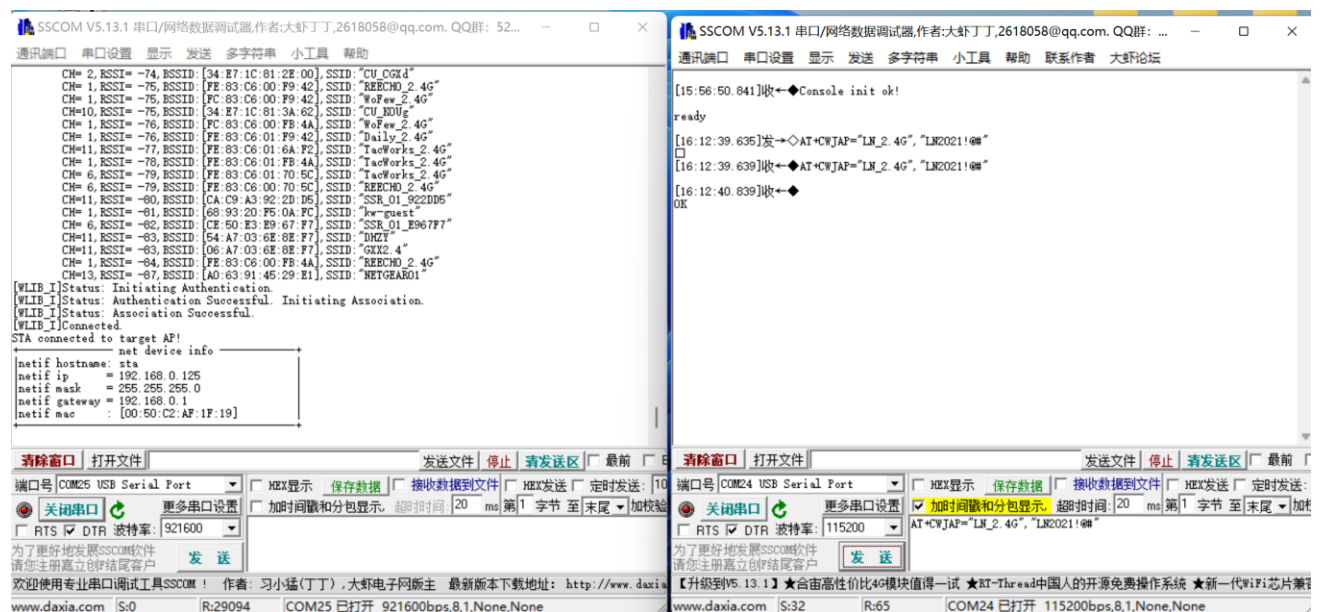 SSCOM V5.13.1 串口/网络数据调试器,作者:大虾丁丁,2618058@qq.com. QQ群: 52...
通讯端口 串口设置 显示 发送 多字符串 小工具 帮助
CH= 2, RSSI= -74, BSSID: [34:E7:1C:81:2E:00], SSID: "CU_CGXd"
CH= 1, RSSI= -75, BSSID: [FE:83:C6:00:F9:42], SSID: "REECHO_2.4G"
CH= 1, RSSI= -75, BSSID: [FC:83:C6:00:F9:42], SSID: "WoFew_2.4G"
CH=10, RSSI= -75, BSSID: [34:E7:1C:81:3A:62], SSID: "CU_KOUg"
CH= 1, RSSI= -76, BSSID: [FC:83:C6:00:FB:4A], SSID: "WoFew_2.4G"
CH= 1, RSSI= -76, BSSID: [FE:83:C6:01:F9:42], SSID: "Daily_2.4G"
CH=11, RSSI= -77, BSSID: [FE:83:C6:01:6A:F2], SSID: "TacWorks_2.4G"
CH= 1, RSSI= -78, BSSID: [FE:83:C6:01:FB:4A], SSID: "TacWorks_2.4G"
CH= 6, RSSI= -79, BSSID: [FE:83:C6:01:70:5C], SSID: "TacWorks_2.4G"
CH= 6, RSSI= -79, BSSID: [FE:83:C6:00:70:5C], SSID: "REECHO_2.4G"
CH=11, RSSI= -80, BSSID: [CA:C9:A3:92:2D:D5], SSID: "SSR_01_922DD5"
CH= 1, RSSI= -81, BSSID: [68:93:20:F5:0A:FC], SSID: "kw-guest"
CH= 6, RSSI= -82, BSSID: [CE:50:E3:E9:67:F7], SSID: "SSR_01_E967F7"
CH=11, RSSI= -83, BSSID: [54:A7:03:6E:8E:F7], SSID: "DHZY"
CH=11, RSSI= -83, BSSID: [06:A7:03:6E:8E:F7], SSID: "GXX2.4"
CH= 1, RSSI= -84, BSSID: [FE:83:C6:00:FB:4A], SSID: "REECHO_2.4G"
CH=13, RSSI= -87, BSSID: [A0:63:91:45:29:E1], SSID: "NETGEAR01"
[WLIB_I]Status: Initiating Authentication.
[WLIB_I]Status: Authentication Successful. Initiating Association.
[WLIB_I]Status: Association Successful.
[WLIB_I]Connected.
STA connected to target AP!
net device info
netif hostname: sta
netif ip = 192.168.0.125
netif mask = 255.255.255.0
netif gateway = 192.168.0.1
netif mac : [00:50:C2:AF:1F:19]
清除窗口 打开文件 发送文件 停止 清发送区 最前
端口号 COM25 USB Serial Port HEX显示 保存数据 接收数据到文件 HEX发送 定时发送: 10
关闭串口 更多串口设置 加时间戳和分包显示, 超时时间: 20 ms 第1 字节 至 末尾 加校验
RTS DTR 波特率: 921600
为了更好地发展SSCOM软件
请您注册嘉立创F结尾客户
发 送
欢迎使用专业串口调试工具SSCOM ! 作者: 习小猛(丁丁) ,大虾电子网版主 最新版本下载地址: http://www.daxia
www.daxia.com S:0 R:29094 COM25 已打开 921600bps,8,1,None,None
SSCOM V5.13.1 串口/网络数据调试器,作者:大虾丁丁,2618058@qq.com. QQ群: ...
通讯端口 串口设置 显示 发送 多字符串 小工具 帮助 联系作者 大虾论坛
[15:56:50.841]收←◆Console init ok!
ready
[16:12:39.635]发→◇AT+CWJAP="LN_2.4G","LN2021!@#"
[16:12:39.639]收←◆AT+CWJAP="LN_2.4G","LN2021!@#"
[16:12:40.839]收←◆
OK
清除窗口 打开文件 发送文件 停止 清发送区 最前
端口号 COM24 USB Serial Port HEX显示 保存数据 接收数据到文件 HEX发送 定时发送:
关闭串口 更多串口设置 加时间戳和分包显示, 超时时间: 20 ms 第1 字节 至 末尾 加校
RTS DTR 波特率: 115200
AT+CWJAP="LN_2.4G","LN2021!@#"
为了更好地发展SSCOM软件
请您注册嘉立创F结尾客户
发 送
【升级到V5.13.1】★合宙高性价比4G模块值得一试 ★RT-Thread中国人的开源免费操作系统 ★新一代WiFi芯片兼容
www.daxia.com S:32 R:65 COM24 已打开 115200bps,8,1,None,None